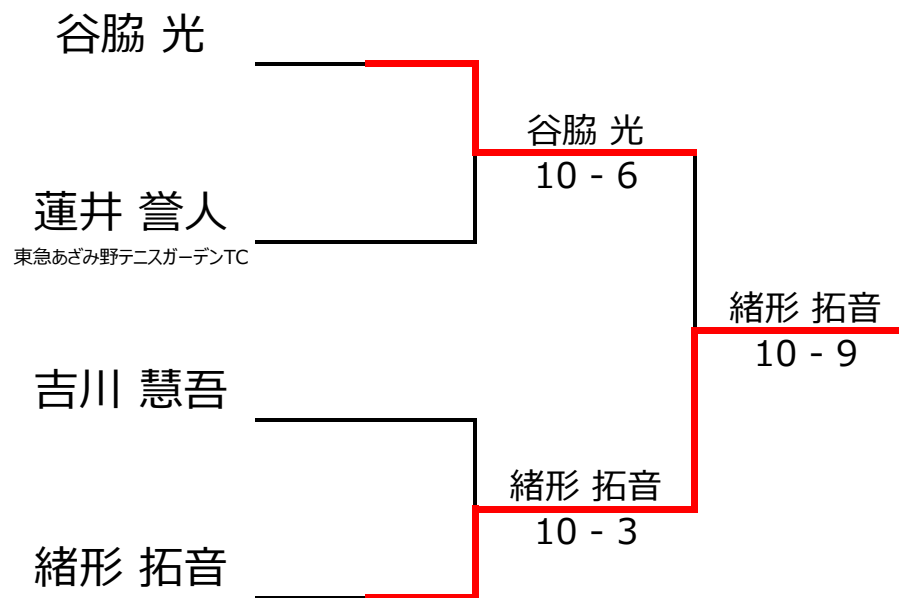 谷脇 光
谷脇 光
10 - 6
蓮井 誉人
東急あざみ野テニスガーデンTC
緒形 拓音
10 - 9
吉川 慧吾
緒形 拓音
10 - 3
緒形 拓音